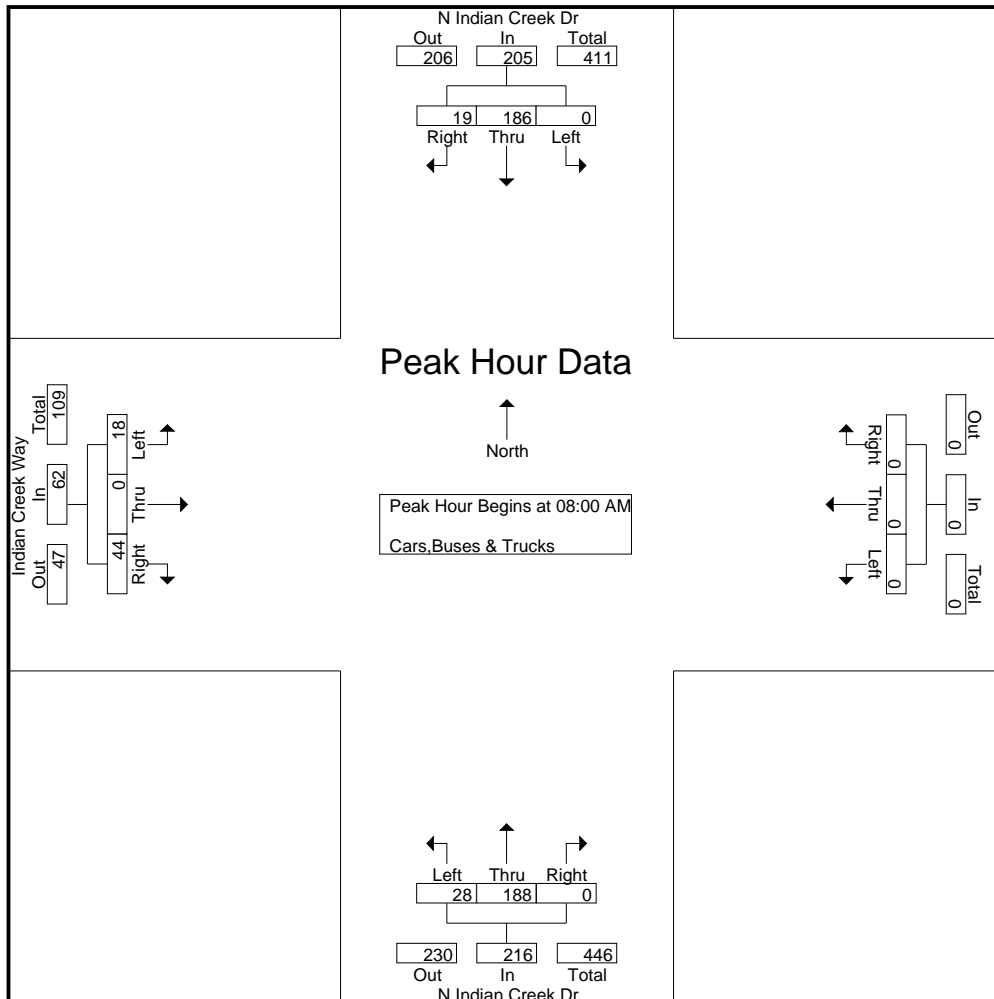 N Indian Creek Dr
Out In Total
206 205 411
19 186 0
Right Thru Left
Peak Hour Data
North
Peak Hour Begins at 08:00 AM
Cars,Buses & Trucks
Indian Creek Way
Total In Out
109 62 47
18 0 44
Left Thru Right
Out In Total
0 0 0
Right Thru Left
0 0 0
Left Thru Right
28 188 0
230 216 446
Out In Total
N Indian Creek Dr